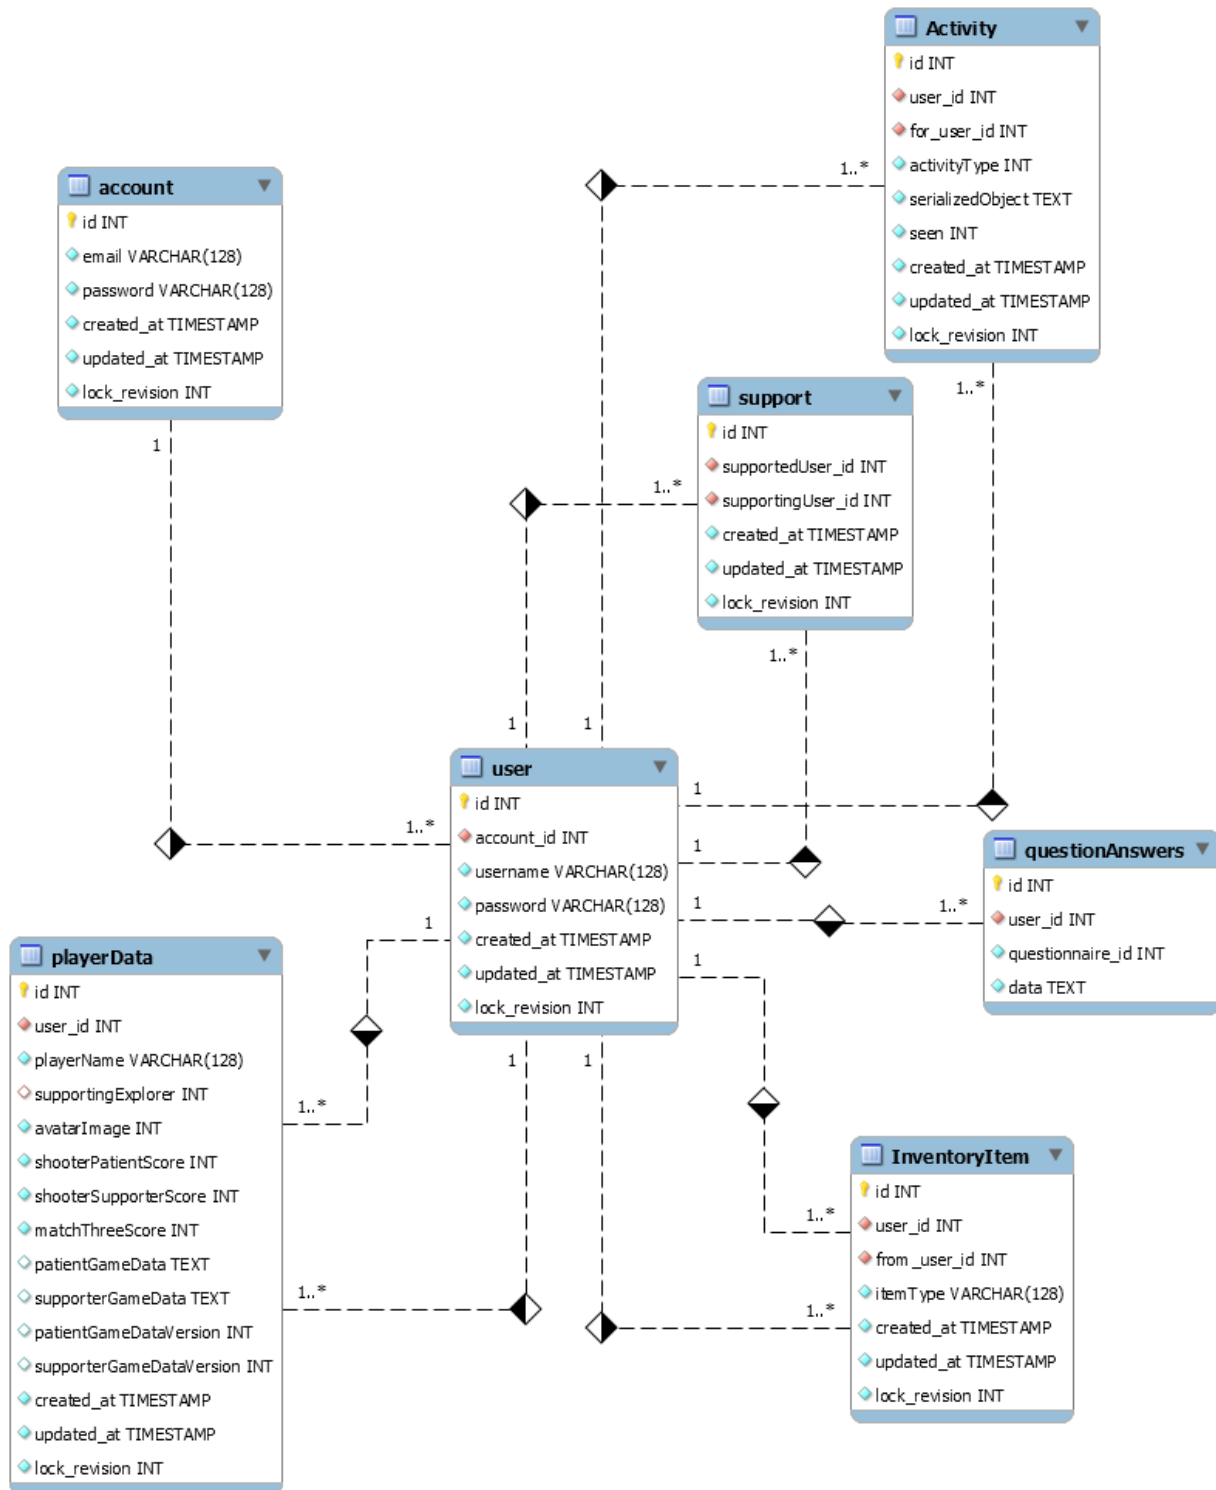 Activity
id INT
user_id INT
for_user_id INT
activityType INT
serializedObject TEXT
seen INT
created_at TIMESTAMP
updated_at TIMESTAMP
lock_revision INT
1..*
1..*
account
id INT
email VARCHAR(128)
password VARCHAR(128)
created_at TIMESTAMP
updated_at TIMESTAMP
lock_revision INT
1
support
id INT
supportedUser_id INT
supportingUser_id INT
created_at TIMESTAMP
updated_at TIMESTAMP
lock_revision INT
1..*
1..*
1
1
user
id INT
account_id INT
username VARCHAR(128)
password VARCHAR(128)
created_at TIMESTAMP
updated_at TIMESTAMP
lock_revision INT
1..*
1
1
1
1
1
1
1
questionAnswers
id INT
user_id INT
questionnaire_id INT
data TEXT
1..*
playerData
id INT
user_id INT
playerName VARCHAR(128)
supportingExplorer INT
avatarImage INT
shooterPatientScore INT
shooterSupporterScore INT
matchThreeScore INT
patientGameData TEXT
supporterGameData TEXT
patientGameDataVersion INT
supporterGameDataVersion INT
created_at TIMESTAMP
updated_at TIMESTAMP
lock_revision INT
1..*
1..*
InventoryItem
id INT
user_id INT
from_user_id INT
itemType VARCHAR(128)
created_at TIMESTAMP
updated_at TIMESTAMP
lock_revision INT
1..*
1..*